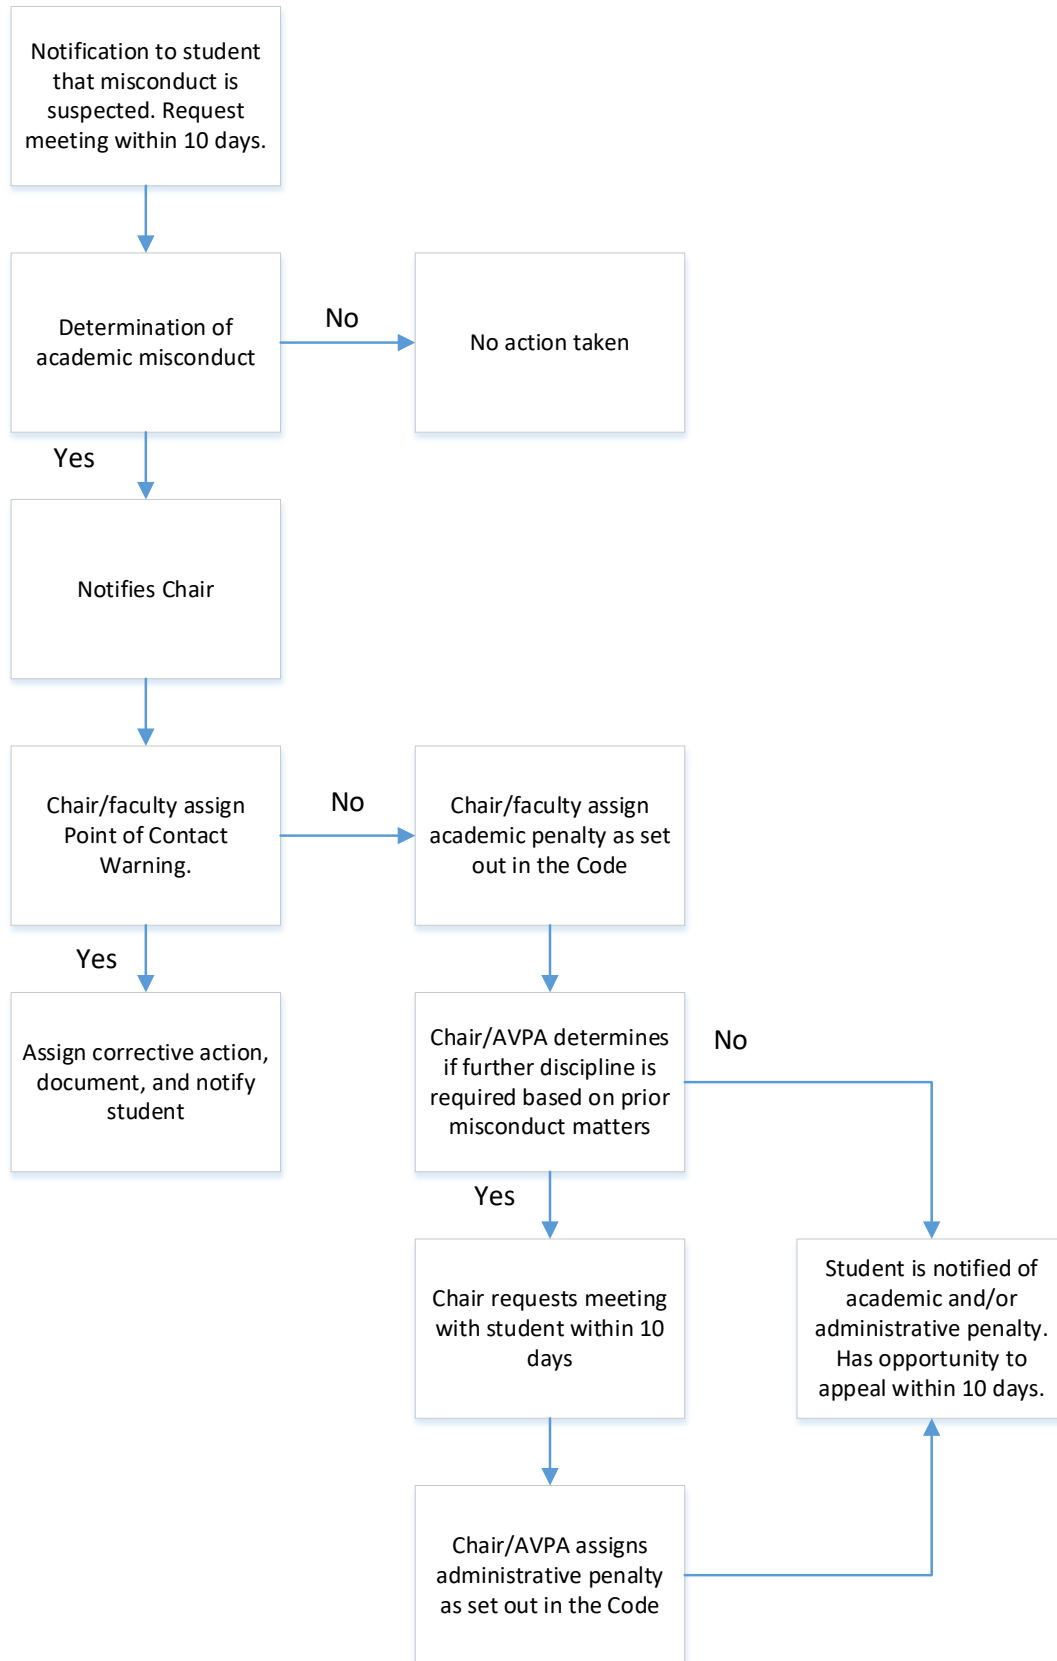 Notification to student
that misconduct is
suspected. Request
meeting within 10 days.
Determination of
academic misconduct
No
No action taken
Yes
Notifies Chair
Chair/faculty assign
Point of Contact
Warning.
No
Chair/faculty assign
academic penalty as set
out in the Code
Yes
Assign corrective action,
document, and notify
student
Chair/AVPA determines
if further discipline is
required based on prior
misconduct matters
No
Yes
Chair requests meeting
with student within 10
days
Student is notified of
academic and/or
administrative penalty.
Has opportunity to
appeal within 10 days.
Chair/AVPA assigns
administrative penalty
as set out in the Code